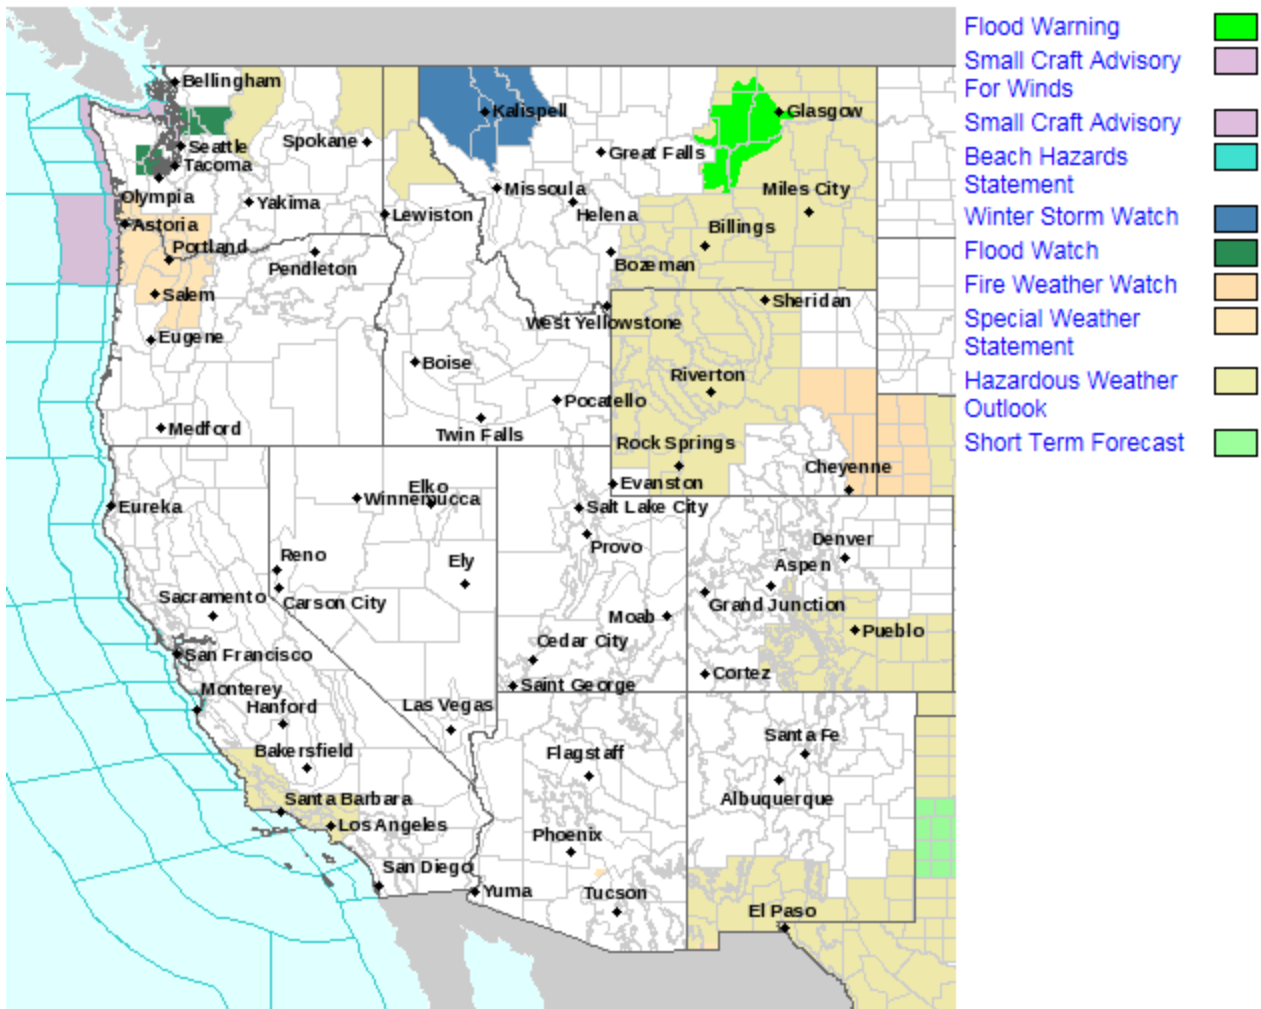 Flood Warning
Small Craft Advisory
For Winds
Small Craft Advisory
Beach Hazards
Statement
Winter Storm Watch
Flood Watch
Fire Weather Watch
Special Weather
Statement
Hazardous Weather
Outlook
Short Term Forecast
Bellingham
Kalispell
Glasgow
Spokane
Seattle
Great Falls
Tacoma
Missoula
Miles City
Olympia
Yakima
Helena
Lewiston
Astoria
Billings
Portland
Pendleton
Bozeman
Salem
Sheridan
West Yellowstone
Eugene
Boise
Riverton
Pocatello
Medford
Twin Falls
Rock Springs
Cheyenne
Evanston
Elko
Winnemucca
Eureka
Salt Lake City
Provo
Denver
Reno
Ely
Aspen
Sacramento
Carson City
Grand Junction
Moab
Pueblo
Cedar City
San Francisco
Cortez
Saint George
Monterey
Hanford
Las Vegas
Santa Fe
Bakersfield
Flagstaff
Santa Barbara
Albuquerque
Los Angeles
Phoenix
San Diego
Yuma
Tucson
El Paso